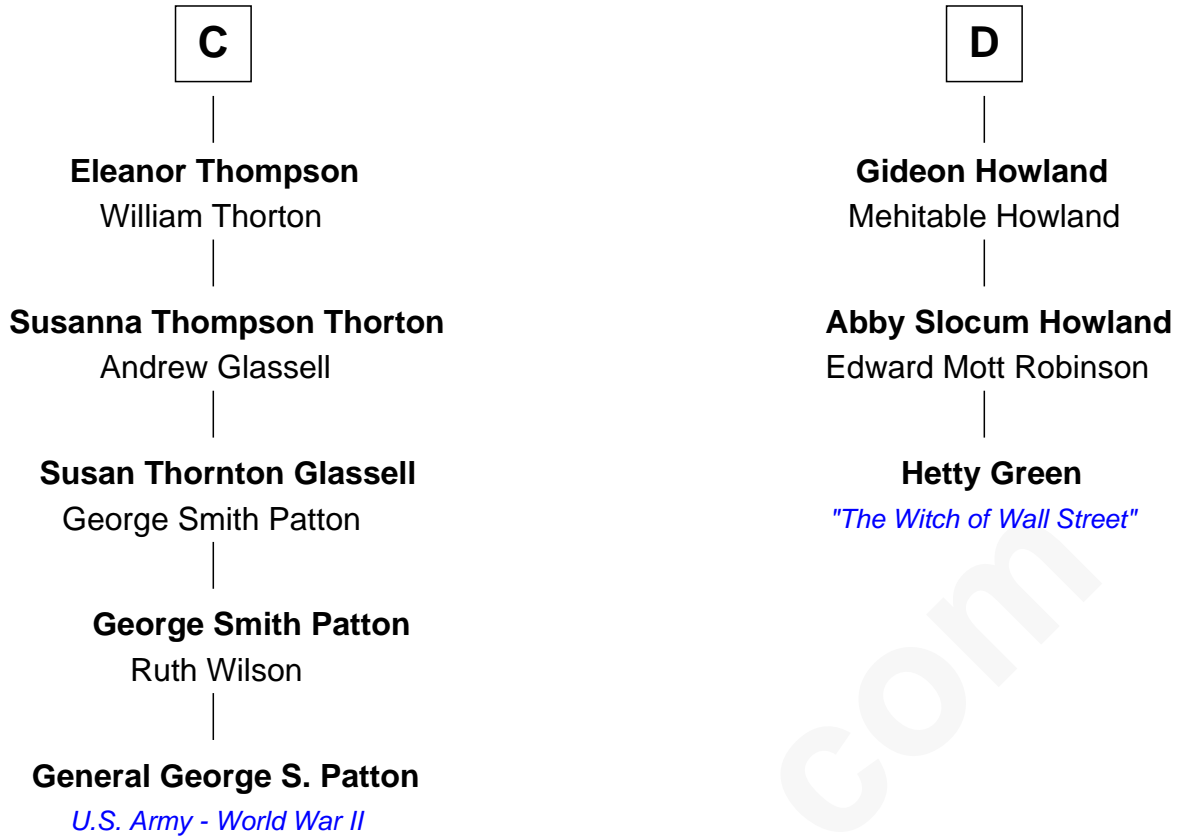 C
Eleanor Thompson
William Thorton
Susanna Thompson Thorton
Andrew Glassell
Susan Thornton Glassell
George Smith Patton
George Smith Patton
Ruth Wilson
General George S. Patton
U.S. Army - World War II
D
Gideon Howland
Mehitable Howland
Abby Slocum Howland
Edward Mott Robinson
Hetty Green
"The Witch of Wall Street"
com